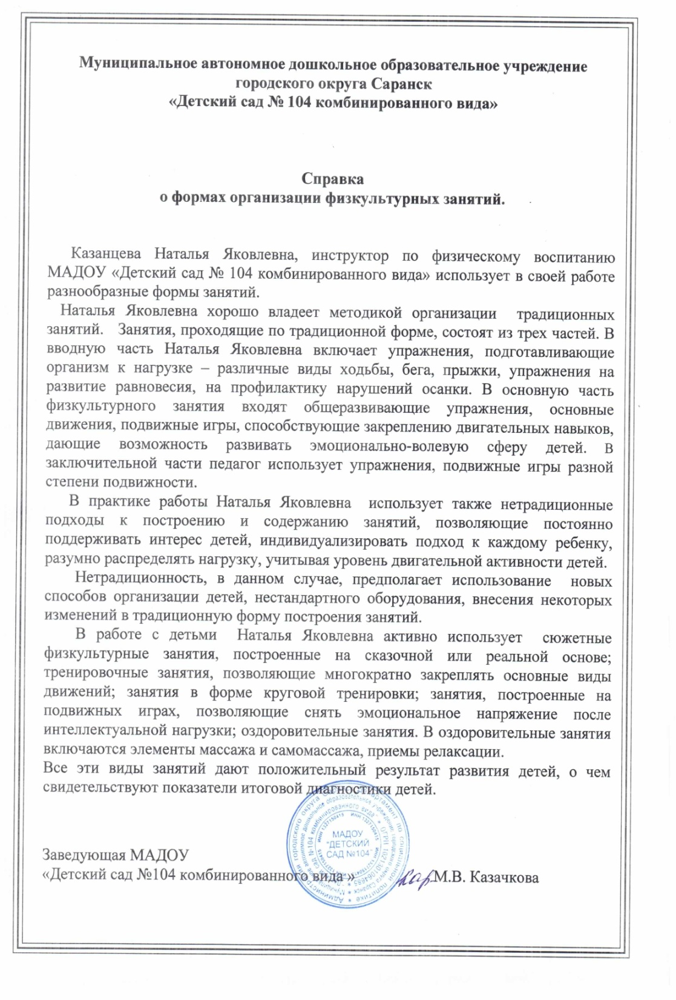 Муниципальное автономное дошкольное образовательное учреждение
городского округа Саранск
«Детский сад № 104 комбинированного вида»
Справка
о формах организации физкультурных занятий.
Казанцева Наталья Яковлевна, инструктор по физическому воспитанию
МАДОУ «Детский сад № 104 комбинированного вида» использует в своей работе
разнообразные формы занятий.
Наталья Яковлевна хорошо владеет методикой организации традиционных
занятий. Занятия, проходящие по традиционной форме, состоят из трех частей. В
вводную часть Наталья Яковлевна включает упражнения, подготавливающие
организм к нагрузке – различные виды ходьбы, бега, прыжки, упражнения на
развитие равновесия, на профилактику нарушений осанки. В основную часть
физкультурного занятия входят общеразвивающие упражнения, основные
движения, подвижные игры, способствующие закреплению двигательных навыков,
дающие возможность развивать эмоционально-волевую сферу детей. В
заключительной части педагог использует упражнения, подвижные игры разной
степени подвижности.
В практике работы Наталья Яковлевна использует также нетрадиционные
подходы к построению и содержанию занятий, позволяющие постоянно
поддерживать интерес детей, индивидуализировать подход к каждому ребенку,
разумно распределять нагрузку, учитывая уровень двигательной активности детей.
Нетрадиционность, в данном случае, предполагает использование новых
способов организации детей, нестандартного оборудования, внесения некоторых
изменений в традиционную форму построения занятий.
В работе с детьми Наталья Яковлевна активно использует сюжетные
физкультурные занятия, построенные на сказочной или реальной основе;
тренировочные занятия, позволяющие многократно закреплять основные виды
движений; занятия в форме круговой тренировки; занятия, построенные на
подвижных играх, позволяющие снять эмоциональное напряжение после
интеллектуальной нагрузки; оздоровительные занятия. В оздоровительные занятия
включаются элементы массажа и самомассажа, приемы релаксации.
Все эти виды занятий дают положительный результат развития детей, о чем
свидетельствуют показатели итоговой диагностики детей.
МАДОУ
"ДЕТСКИЙ
САД №104"
ИНН 1327150415
Заведующая МАДОУ
«Детский сад №104 комбинированного вида » М.В. Казачкова